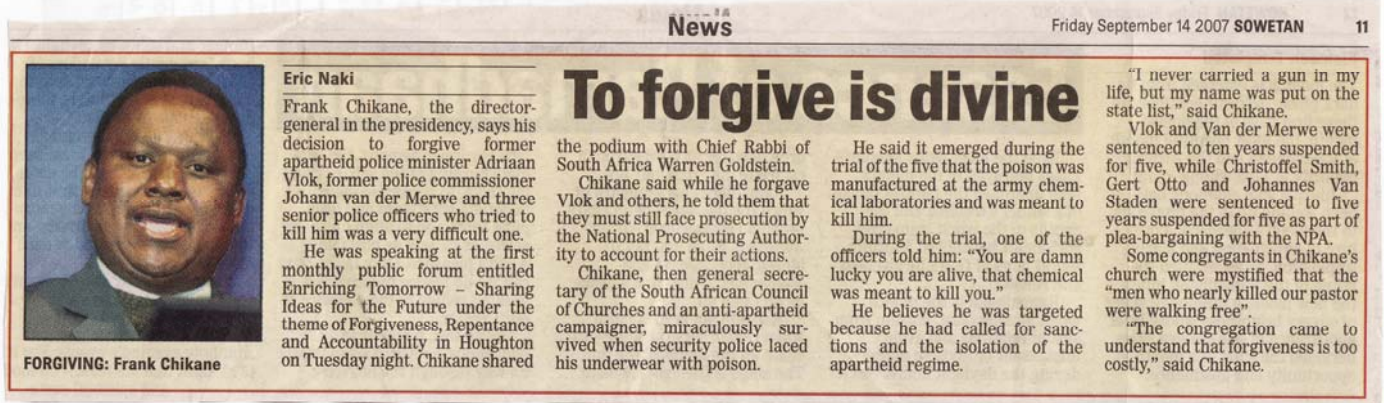 News
Friday September 14 2007 SOWETAN 11
FORGIVING: Frank Chikane
Eric Naki
To forgive is divine
Frank Chikane, the director-
general in the presidency, says his
decision to forgive former
apartheid police minister Adriaan
Vlok, former police commissioner
Johann van der Merwe and three
senior police officers who tried to
kill him was a very difficult one.
He was speaking at the first
monthly public forum entitled
Enriching Tomorrow – Sharing
Ideas for the Future under the
theme of Forgiveness, Repentance
and Accountability in Houghton
on Tuesday night. Chikane shared
the podium with Chief Rabbi of
South Africa Warren Goldstein.
Chikane said while he forgave
Vlok and others, he told them that
they must still face prosecution by
the National Prosecuting Author-
ity to account for their actions.
Chikane, then general secre-
tary of the South African Council
of Churches and an anti-apartheid
campaigner, miraculously sur-
vived when security police laced
his underwear with poison.
He said it emerged during the
trial of the five that the poison was
manufactured at the army chem-
ical laboratories and was meant to
kill him.
During the trial, one of the
officers told him: “You are damn
lucky you are alive, that chemical
was meant to kill you.”
He believes he was targeted
because he had called for sanc-
tions and the isolation of the
apartheid regime.
“I never carried a gun in my
life, but my name was put on the
state list,” said Chikane.
Vlok and Van der Merwe were
sentenced to ten years suspended
for five, while Christoffel Smith,
Gert Otto and Johannes Van
Staden were sentenced to five
years suspended for five as part of
plea-bargaining with the NPA.
Some congregants in Chikane’s
church were mystified that the
“men who nearly killed our pastor
were walking free”.
“The congregation came to
understand that forgiveness is too
costly,” said Chikane.